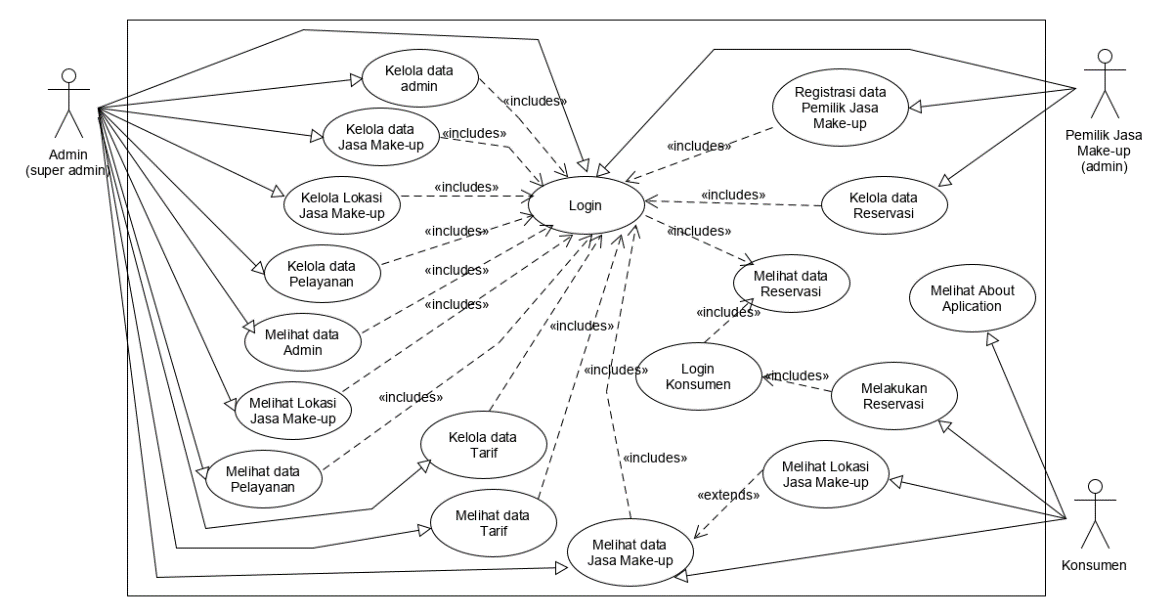 Admin
(super admin)
Kelola data
admin
«includes»
Kelola data
Jasa Make-up
«includes»
Kelola Lokasi
Jasa Make-up
«includes»
Kelola data
Pelayanan
«includes»
Melihat data
Admin
«includes»
Melihat Lokasi
Jasa Make-up
«includes»
Melihat data
Pelayanan
«includes»
Kelola data
Tarif
«includes»
Melihat data
Tarif
«includes»
Melihat data
Jasa Make-up
«includes»
Login
Registrasi data
Pemilik Jasa
Make-up
«includes»
Kelola data
Reservasi
«includes»
Pemilik Jasa
Make-up
(admin)
«includes»
Melihat data
Reservasi
«includes»
Login
Konsumen
«includes»
Melakukan
Reservasi
Melihat About
Aplication
Melihat Lokasi
Jasa Make-up
«extends»
Konsumen